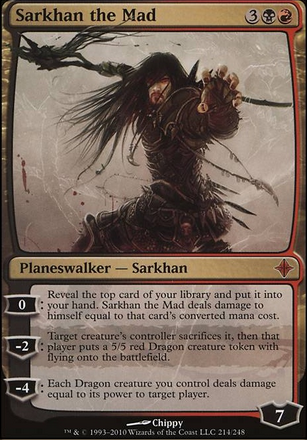 Sarkhan the Mad 3
Planeswalker — Sarkhan
0 : Reveal the top card of your library and put it into
your hand. Sarkhan the Mad deals damage to
himself equal to that card's converted mana cost.
-2 : Target creature's controller sacrifices it, then that
player puts a 5/5 red Dragon creature token with
flying onto the battlefield.
-4 : Each Dragon creature you control deals damage
equal to its power to target player.
7
Chippy
™ & © 1993–2010 Wizards of the Coast LLC 214/248